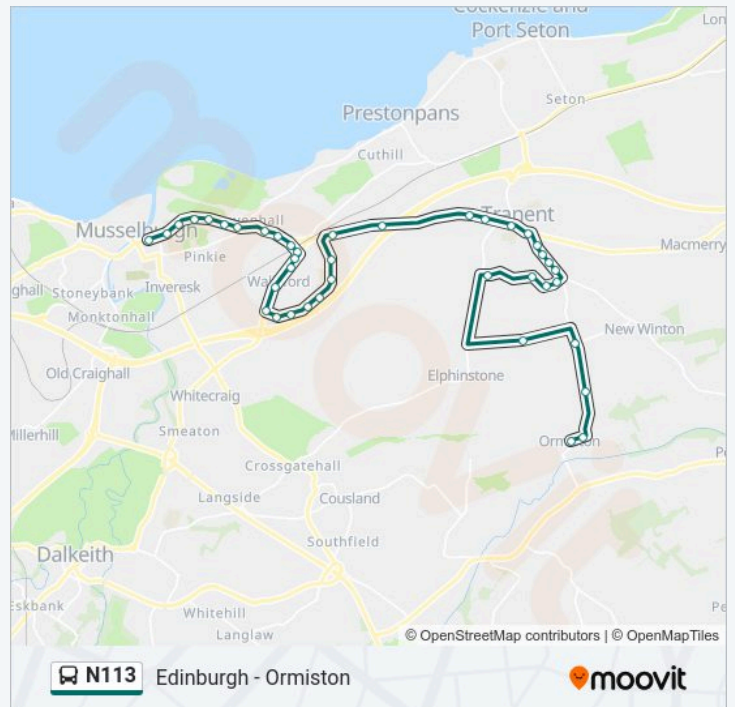 Cockenzie and
Port Seton
Lon
Seton
Prestonpans
Cuthill
Musselburgh
Tranent
Pinkie
Macmerry
Wallyford
Stoneybank
Inveresk
Monktonhall
New Winton
Old Craighall
Elphinstone
Whitecraig
Millerhill
Smeaton
Ormiston
Crossgatehall
Langside
Cousland
Southfield
Dalkeith
Eskbank
Whitehill
Langlaw
© OpenStreetMap contributors | © OpenMapTiles
N113 Edinburgh - Ormiston
moovit